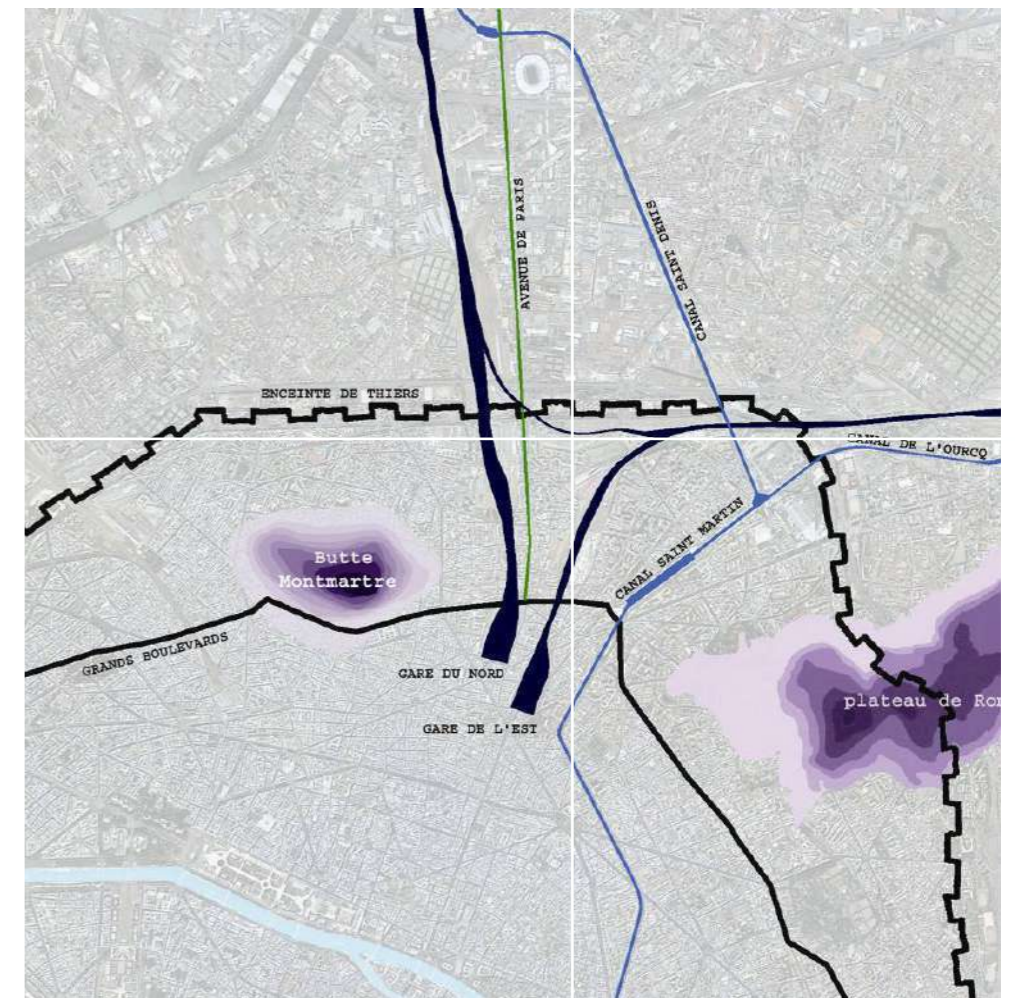 AVENUE DE PARIS
CANAL SAINT DENIS
ENCEINTE DE THIERS
CANAL DE L'OURCQ
CANAL SAINT MARTIN
Butte
Montmartre
GRANDS BOULEVARDS
GARE DU NORD
plateau de Rom
GARE DE L'EST